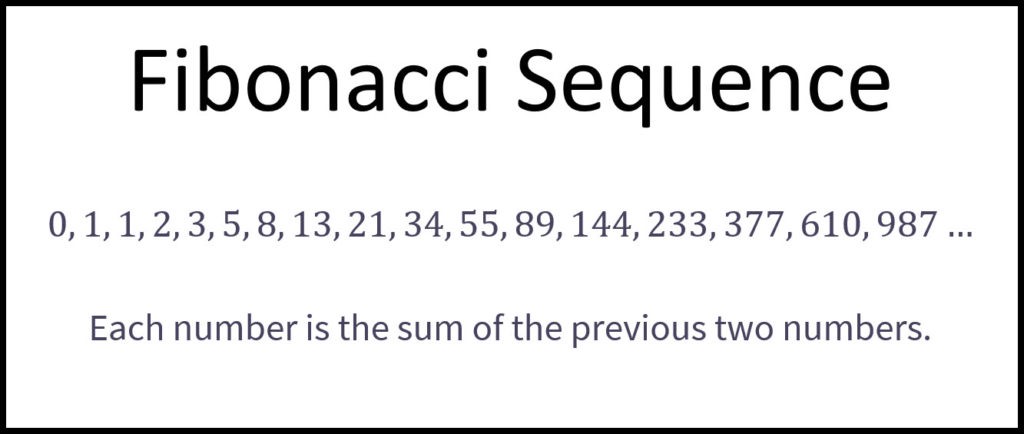 Fibonacci Sequence
0, 1, 1, 2, 3, 5, 8, 13, 21, 34, 55, 89, 144, 233, 377, 610, 987 ...
Each number is the sum of the previous two numbers.